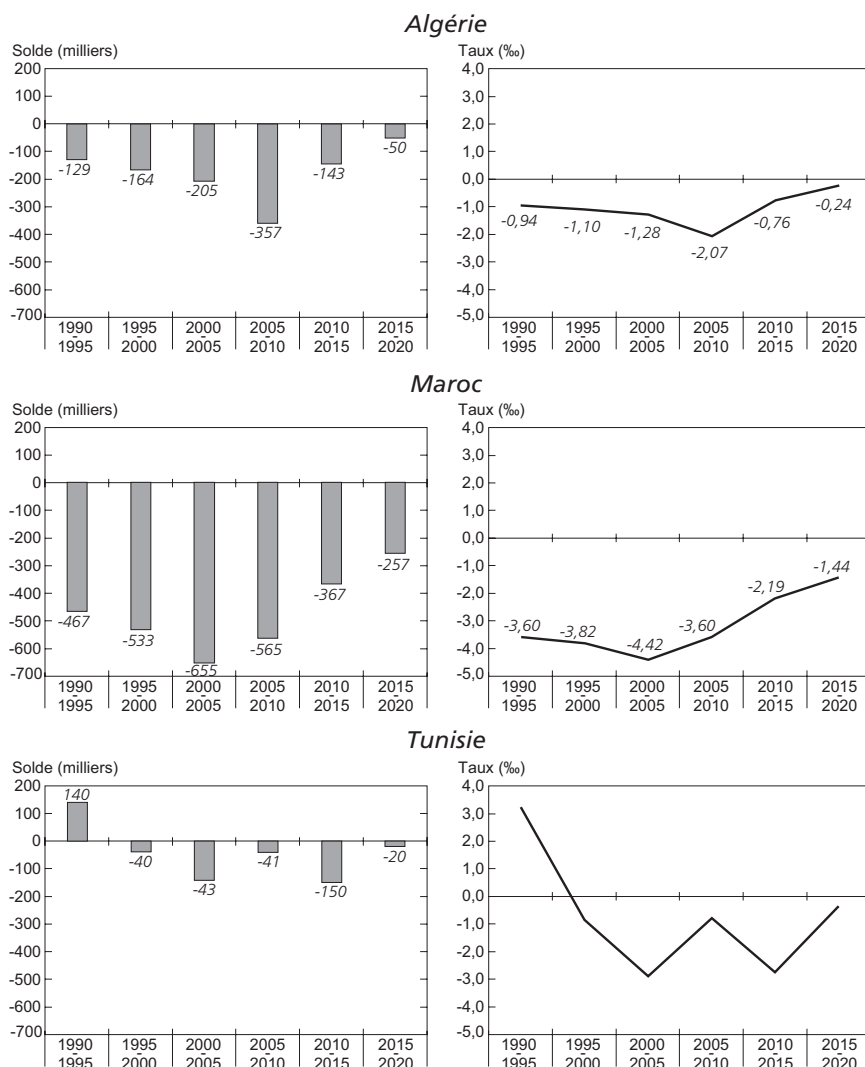 Algérie
Solde (milliers)
200
100
0
-100
-200
-300
-400
-500
-600
-700
-129
-164
-205
-357
-143
-50
1990 - 1995
1995 - 2000
2000 - 2005
2005 - 2010
2010 - 2015
2015 - 2020
Taux (‰)
4,0
3,0
2,0
1,0
0,0
-1,0
-2,0
-3,0
-4,0
-5,0
-0,94
-1,10
-1,28
-2,07
-0,76
-0,24
1990 - 1995
1995 - 2000
2000 - 2005
2005 - 2010
2010 - 2015
2015 - 2020
Maroc
Solde (milliers)
200
100
0
-100
-200
-300
-400
-500
-600
-700
-467
-533
-655
-565
-367
-257
1990 - 1995
1995 - 2000
2000 - 2005
2005 - 2010
2010 - 2015
2015 - 2020
Taux (‰)
4,0
3,0
2,0
1,0
0,0
-1,0
-2,0
-3,0
-4,0
-5,0
-3,60
-3,82
-4,42
-3,60
-2,19
-1,44
1990 - 1995
1995 - 2000
2000 - 2005
2005 - 2010
2010 - 2015
2015 - 2020
Tunisie
Solde (milliers)
200
100
0
-100
-200
-300
-400
-500
-600
-700
140
-40
-43
-41
-150
-20
1990 - 1995
1995 - 2000
2000 - 2005
2005 - 2010
2010 - 2015
2015 - 2020
Taux (‰)
4,0
3,0
2,0
1,0
0,0
-1,0
-2,0
-3,0
-4,0
-5,0
1990 - 1995
1995 - 2000
2000 - 2005
2005 - 2010
2010 - 2015
2015 - 2020